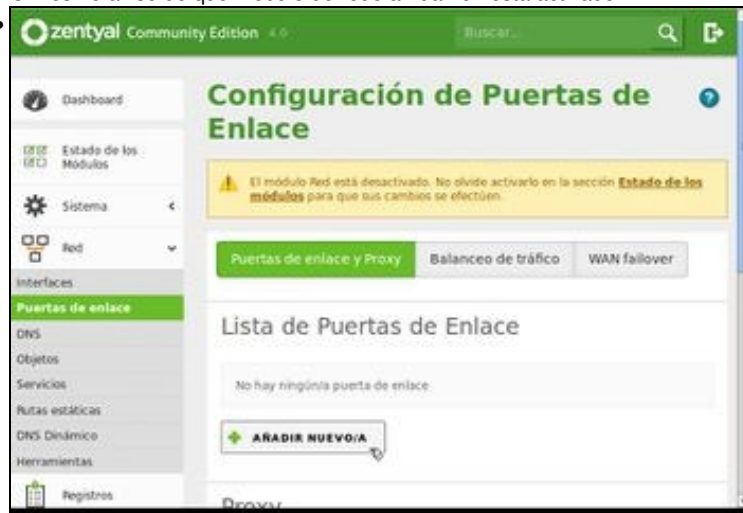 zentyal Community Edition 4.0
Buscar...
Dashboard
Estado de los
Módulos
Sistema
Red
Interfaces
Puertas de enlace
DNS
Objetos
Servicios
Rutas estáticas
DNS Dinámico
Herramientas
Registros
Configuración de Puertas de
Enlace
El módulo Red está desactivado. No olvide activarlo en la sección Estado de los
módulos para que sus cambios se efectúen.
Puertas de enlace y Proxy Balanceo de tráfico WAN failover
Lista de Puertas de Enlace
No hay ningún/a puerta de enlace
AÑADIR NUEVO/A
Proxy